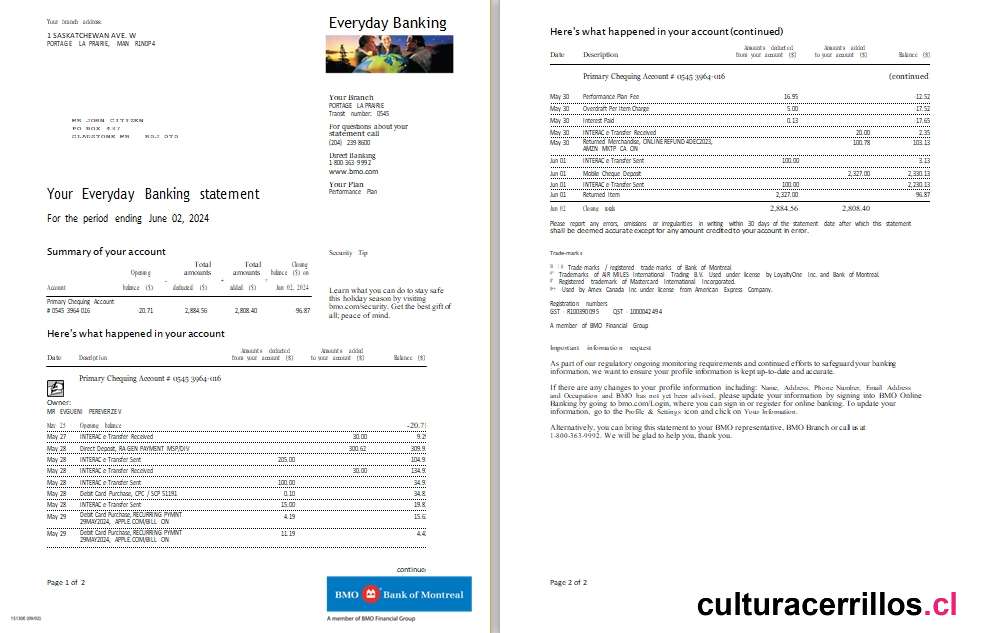 Your branch address:
1 SASKATCHEWAN AVE. W
PORTAGE LA PRAIRIE, MAN R1N0P4
Everyday Banking
MR JOHN CITIZEN
PO BOX 437
GLADSTONE MB R0J 0T0
Your Branch
PORTAGE LA PRAIRIE
Transit number: 0545
For questions about your
statement call
(204) 239-8600
Direct Banking
1-800-363-9992
www.bmo.com
Your Plan
Performance Plan
Your Everyday Banking statement
For the period ending June 02, 2024
Summary of your account
Account Opening balance ($) Total amounts deducted ($) Total amounts added ($) Closing balance ($) on Jun 02, 2024
Primary Chequing Account
# 0545 3964-016 20.71 2,884.56 2,808.40 96.87
Security Tip
Learn what you can do to stay safe
this holiday season by visiting
bmo.com/security. Get the best gift of
all; peace of mind.
Here's what happened in your account
Date Description Amounts deducted from your account ($) Amounts added to your account ($) Balance ($)
Primary Chequing Account # 0545 3964-016
Owner:
MR EVGUENI PEREVERZEV
May 25 Opening balance -20.71
May 27 INTERAC e-Transfer Received 30.00 9.2
May 28 Direct Deposit, RA GEN PAYMENT MSP/DIV 300.62 309.9
May 28 INTERAC e-Transfer Sent 205.00 104.9
May 28 INTERAC e-Transfer Received 30.00 134.9
May 28 INTERAC e-Transfer Sent 100.00 34.9
May 28 Debit Card Purchase, CPC / SCP 51191 0.10 34.8
May 28 INTERAC e-Transfer Sent 15.00 19.8
May 29 Debit Card Purchase, RECURRING PYMNT 4.19 15.6
29MAY2024, APPLE.COM/BILL ON
May 29 Debit Card Purchase, RECURRING PYMNT 11.19 4.4
29MAY2024, APPLE.COM/BILL ON
continue
Page 1 of 2
BMO Bank of Montreal
A member of BMO Financial Group
Here's what happened in your account (continued)
Date Description Amounts deducted from your account ($) Amounts added to your account ($) Balance ($)
Primary Chequing Account # 0545 3964-016 (continued
May 30 Performance Plan Fee 16.95 12.52
May 30 Overdraft Per Item Charge 5.00 17.52
May 30 Interest Paid 0.13 17.65
May 30 INTERAC e-Transfer Received 20.00 2.35
May 30 Returned Merchandise, ONLINE REFUND 4DEC2023, 100.78 103.13
AMZN MKTP CA ON
Jun 01 INTERAC e-Transfer Sent 100.00 3.13
Jun 01 Mobile Cheque Deposit 2,327.00 2,330.13
Jun 01 INTERAC e-Transfer Sent 100.00 2,230.13
Jun 01 Returned Item 2,327.00 96.87
Jun 02 Closing totals 2,884.56 2,808.40
Please report any errors, omissions or irregularities in writing within 30 days of the statement date after which this statement
shall be deemed accurate except for any amount credited to your account in error.
Trade-marks
Trade-marks / registered trade-marks of Bank of Montreal
Trademarks of AIR MILES International Trading B.V. Used under license by LoyaltyOne Inc. and Bank of Montreal.
Registered trademark of Mastercard International Incorporated.
Used by Amex Canada Inc. under license from American Express Company.
Registration numbers
GST - R100390095 QST - 1000042494
A member of BMO Financial Group
Important information request
As part of our regulatory ongoing monitoring requirements and continued efforts to safeguard your banking
information, we want to ensure your profile information is kept up-to-date and accurate.
If there are any changes to your profile information including: Name, Address, Phone Number, Email Address
and Occupation and BMO has not yet been advised, please update your information by signing into BMO Online
Banking by going to bmo.com/Login, where you can sign in or register for online banking. To update your
information, go to the Profile & Settings icon and click on Your Information.
Alternatively, you can bring this statement to your BMO representative, BMO Branch or call us at
1-800-363-9992. We will be glad to help you, thank you.
Page 2 of 2
culturacerrillos.cl